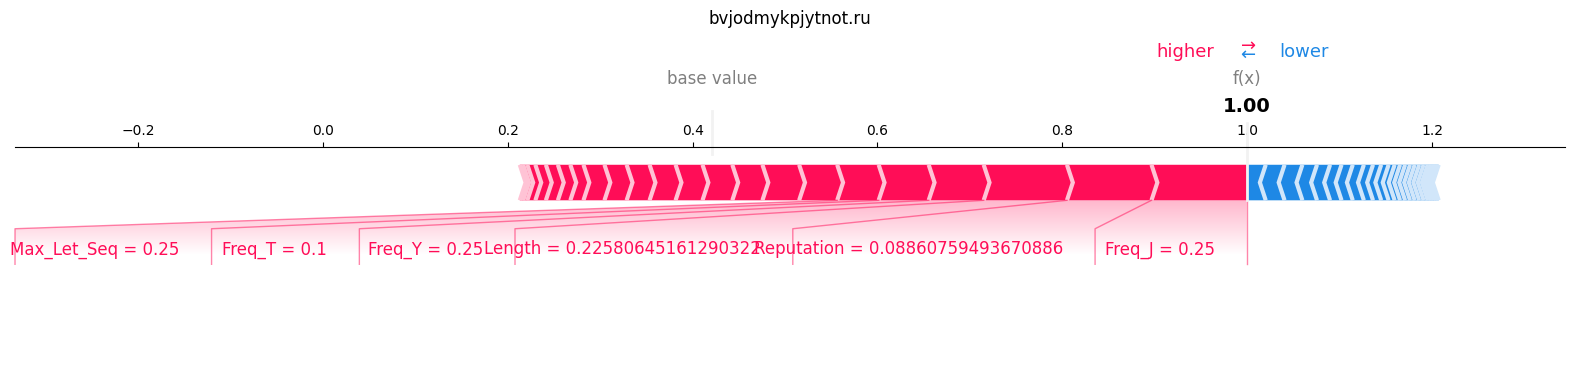 bvjodmykpjytnot.ru
higher ⇄ lower
base value
f(x)
1.00
−0.2 0.0 0.2 0.4 0.6 0.8 1.0 1.2
Max_Let_Seq = 0.25 Freq_T = 0.1 Freq_Y = 0.25 Length = 0.22580645161290322 Reputation = 0.08860759493670886 Freq_J = 0.25